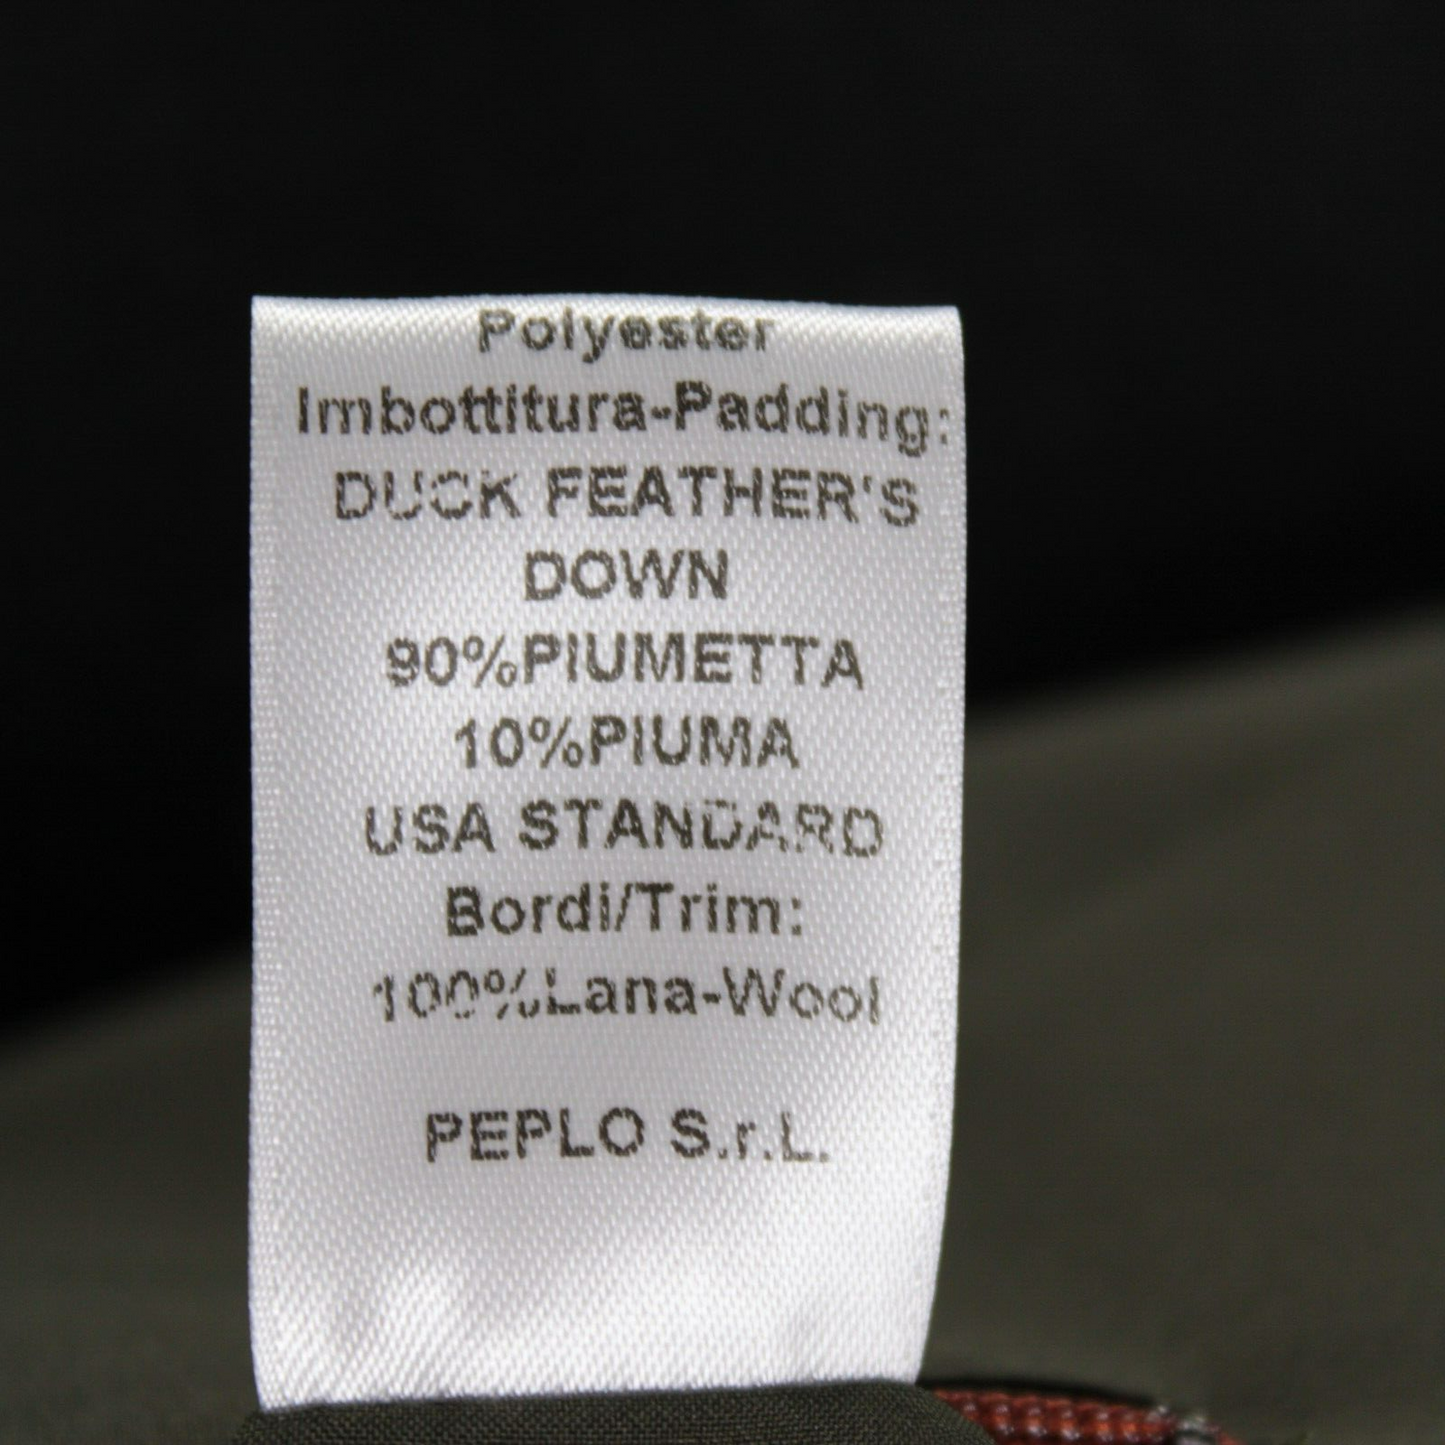 Polyester
Imbottitura-Padding:
DUCK FEATHER'S
DOWN
90%PIUMETTA
10%PIUMA
USA STANDARD
Bordi/Trim:
100%Lana-Wool
PEPLO S.r.L.